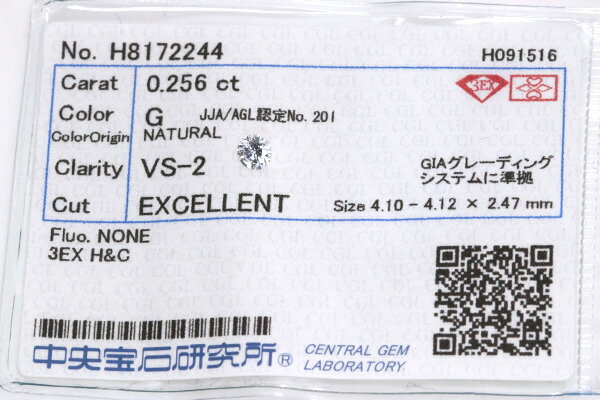 No. H8172244 H091516
Carat 0.256 ct 3EX
Color G JJA/AGL認定No. 201
ColorOrigin NATURAL
Clarity VS-2 GIAグレーディング
システムに準拠
Cut EXCELLENT Size 4.10 - 4.12 × 2.47 mm
Fluo. NONE
3EX H&C
中央宝石研究所® CENTRAL GEM
LABORATORY.